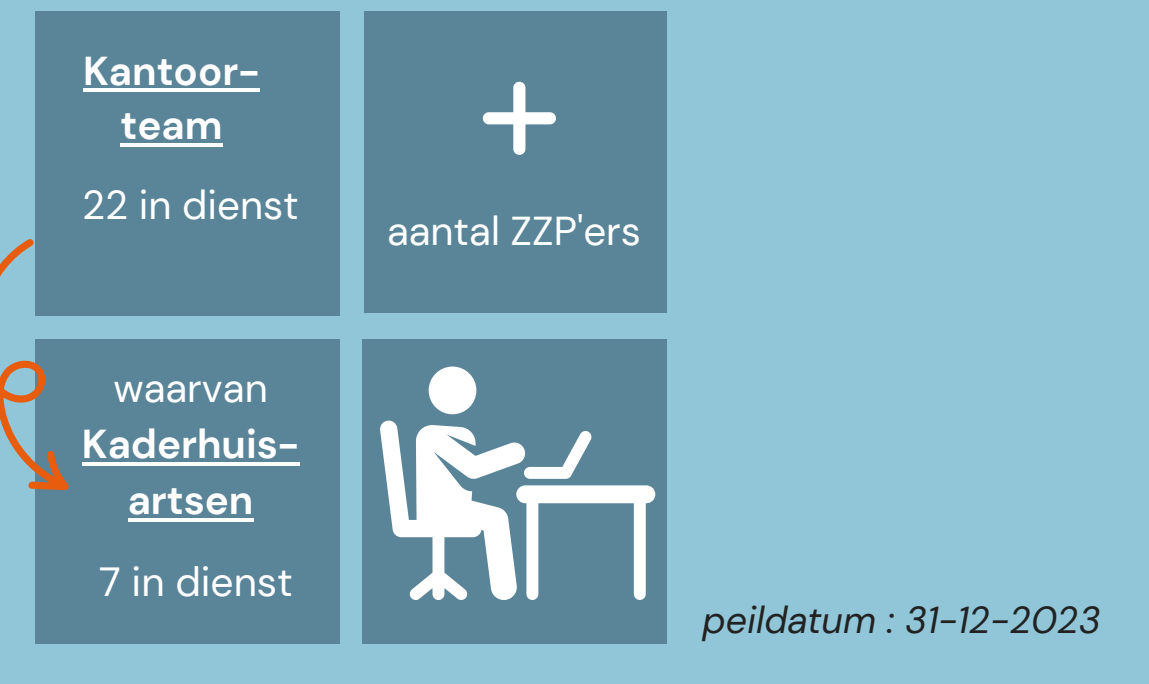 Kantoor-
team
22 in dienst
+
aantal ZZP'ers
waarvan
Kaderhuis-
artsen
7 in dienst
peildatum : 31-12-2023